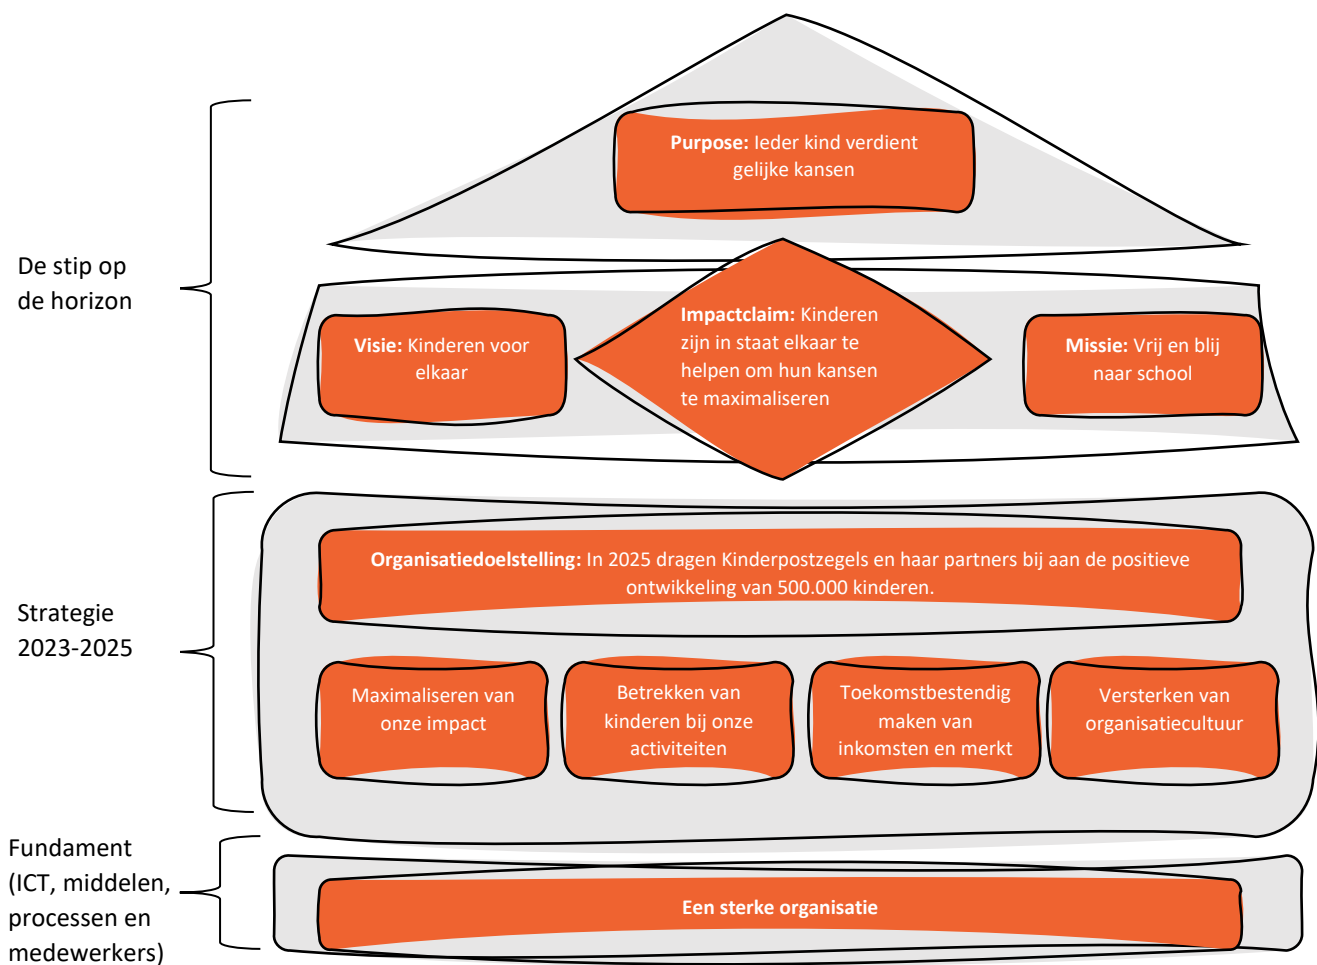 De stip op
de horizon
Purpose: Ieder kind verdient
gelijke kansen
Visie: Kinderen voor
elkaar
Impactclaim: Kinderen
zijn in staat elkaar te
helpen om hun kansen
te maximaliseren
Missie: Vrij en blij
naar school
Strategie
2023-2025
Organisatiedoelstelling: In 2025 dragen Kinderpostzegels en haar partners bij aan de positieve
ontwikkeling van 500.000 kinderen.
Maximaliseren van
onze impact
Betrekken van
kinderen bij onze
activiteiten
Toekomstbestendig
maken van
inkomsten en merkt
Versterken van
organisatiecultuur
Fundament
(ICT, middelen,
processen en
medewerkers)
Een sterke organisatie